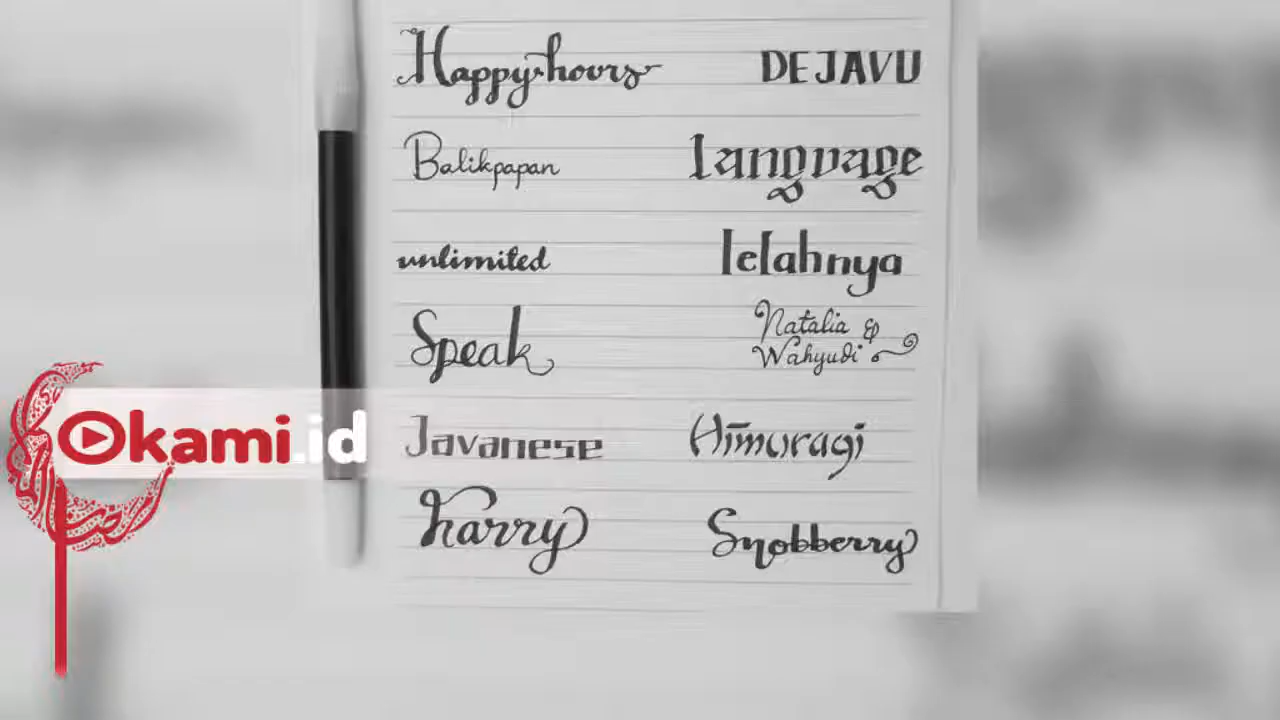 Happy hours
DEJAVU
Balikpapan
Language
unlimited
lelahnya
Speak
Natalia &
Wahyudi
Javanese
Himuragi
harry
Snobberry
Okami.id